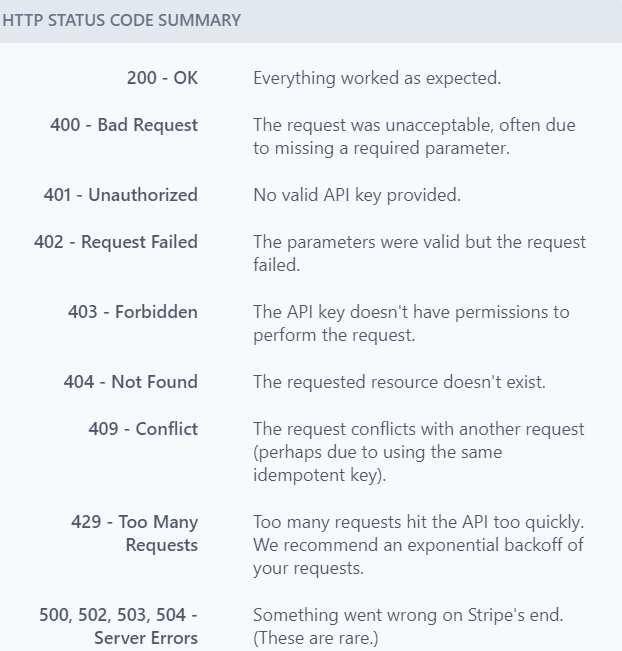 HTTP STATUS CODE SUMMARY
200 - OK
Everything worked as expected.
400 - Bad Request
The request was unacceptable, often due
to missing a required parameter.
401 - Unauthorized
No valid API key provided.
402 - Request Failed
The parameters were valid but the request
failed.
403 - Forbidden
The API key doesn't have permissions to
perform the request.
404 - Not Found
The requested resource doesn't exist.
409 - Conflict
The request conflicts with another request
(perhaps due to using the same
idempotent key).
429 - Too Many
Requests
Too many requests hit the API too quickly.
We recommend an exponential backoff of
your requests.
500, 502, 503, 504 -
Server Errors
Something went wrong on Stripe's end.
(These are rare.)